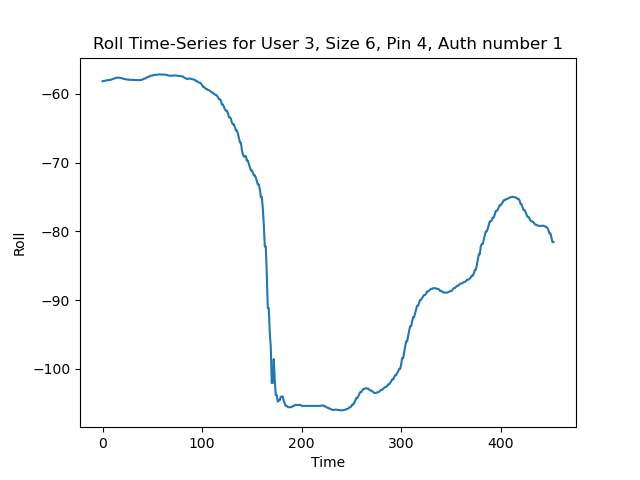 Roll Time-Series for User 3, Size 6, Pin 4, Auth number 1
−60
−70
−80
−90
−100
Roll
0 100 200 300 400
Time